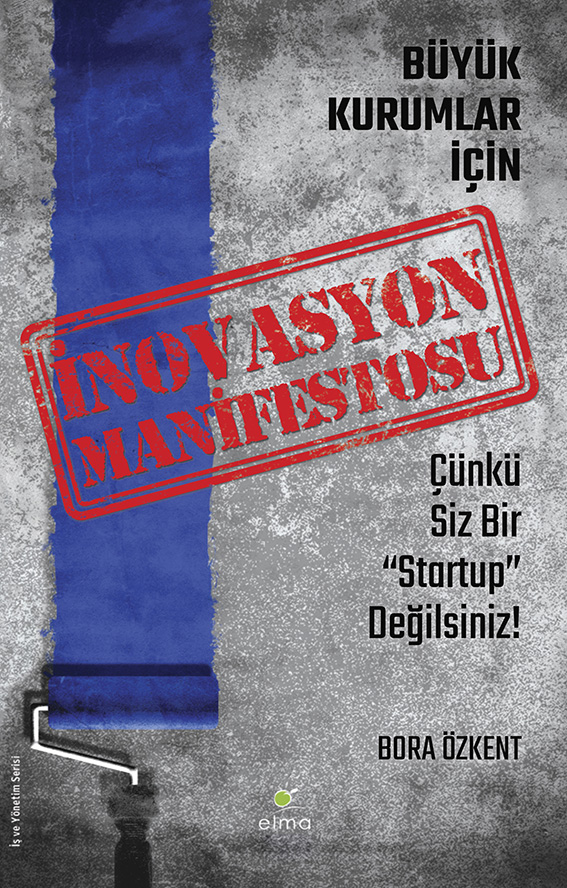 BÜYÜK
KURUMLAR
İÇİN
İNOVASYON
MANİFESTOSU
Çünkü
Siz Bir
“Startup”
Değilsiniz!
BORA ÖZKENT
İş ve Yönetim Serisi
elma